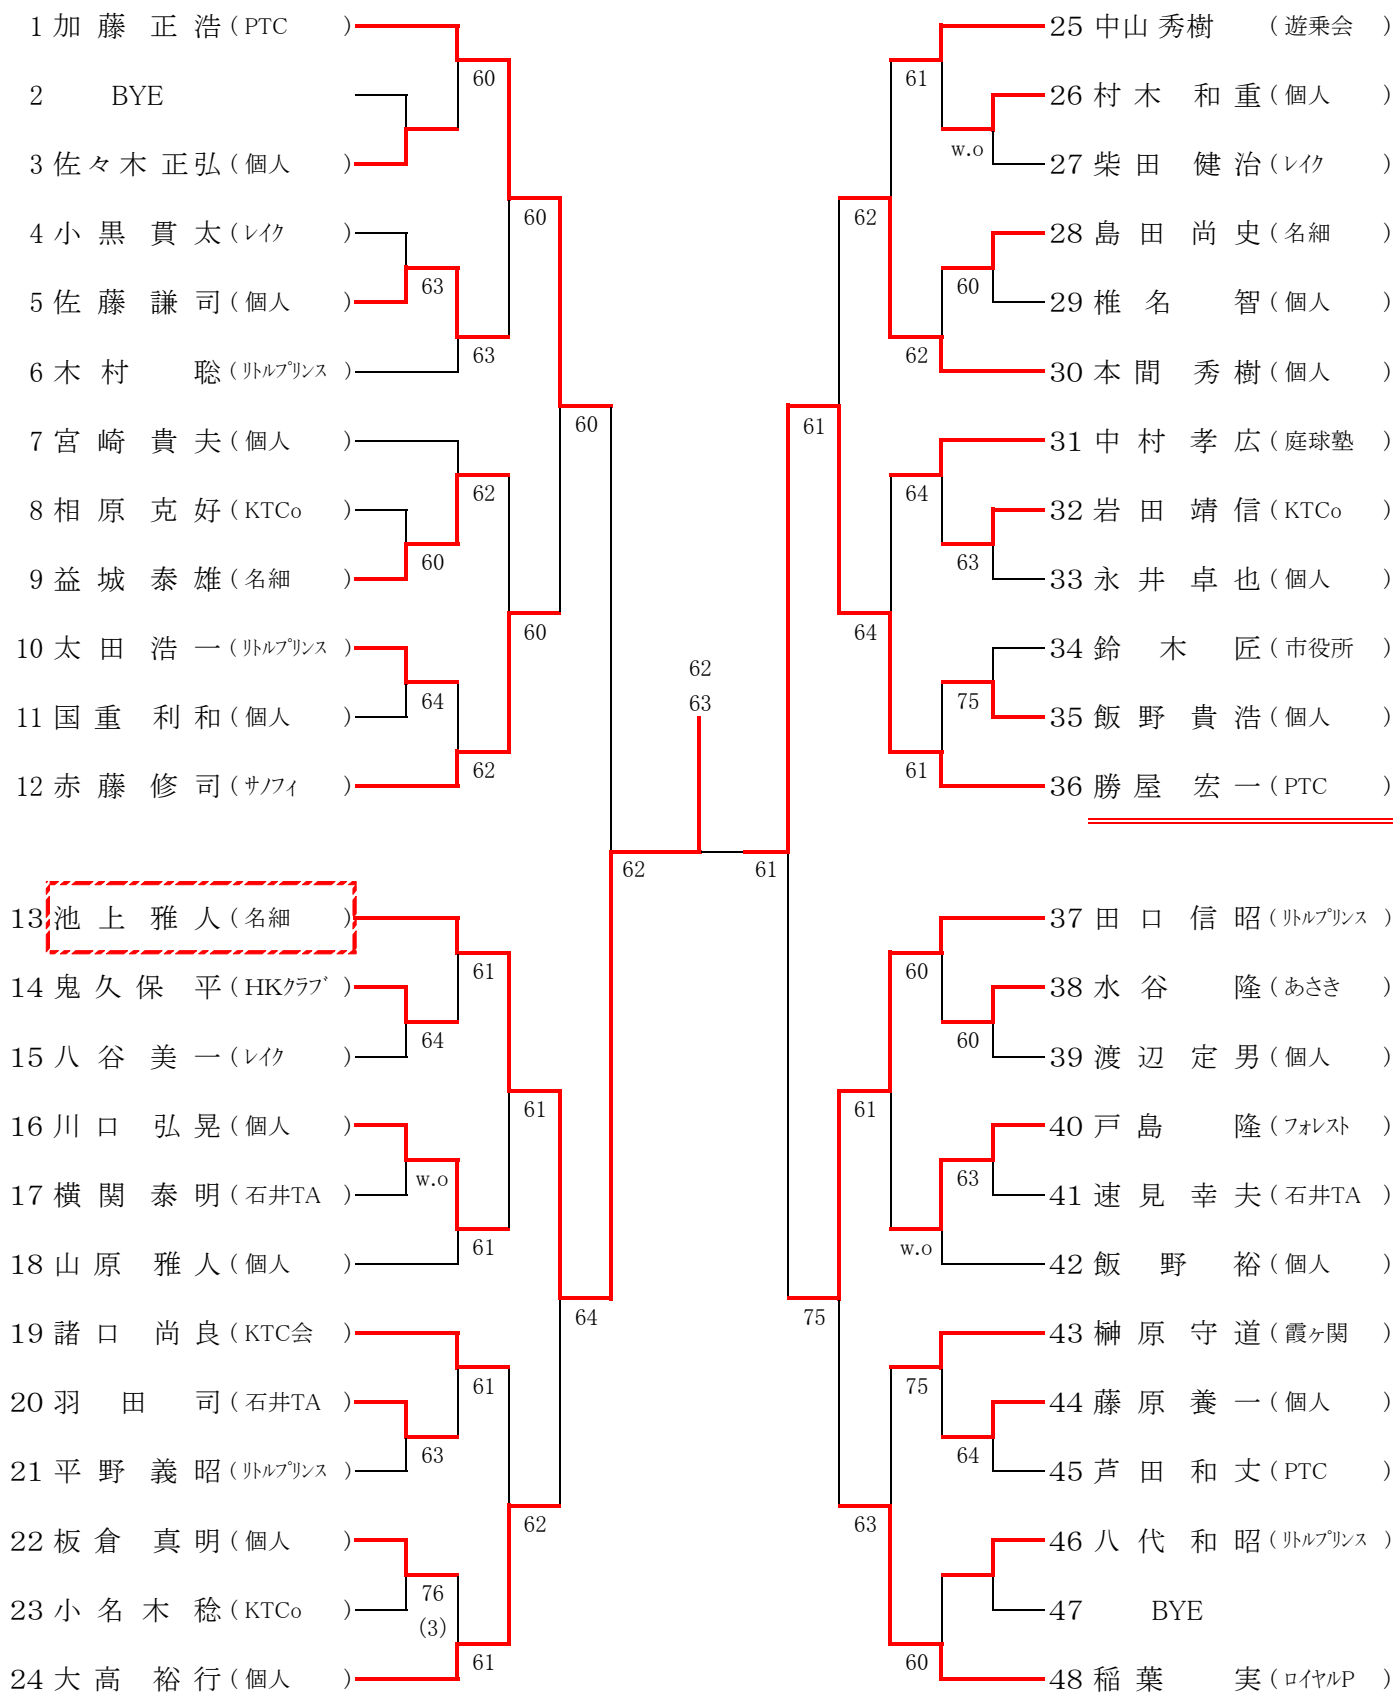 1 加藤 正浩 (PTC)
60
2 BYE
3 佐々木 正弘 (個人)
60
4 小黒 貫太 (レイク)
63
5 佐藤 謙司 (個人)
63
6 木村 聡 (リトルプリンス)
60
7 宮崎 貴夫 (個人)
62
8 相原 克好 (KTCo)
60
9 益城 泰雄 (名細)
60
10 太田 浩一 (リトルプリンス)
64
11 国重 利和 (個人)
62
12 赤藤 修司 (サノフィ)
62
13 池上 雅人 (名細)
61
14 鬼久保 平 (HKクラブ)
64
15 八谷 美一 (レイク)
61
16 川口 弘晃 (個人)
w.o
17 横関 泰明 (石井TA)
61
18 山原 雅人 (個人)
64
19 諸口 尚良 (KTC会)
61
20 羽田 司 (石井TA)
63
21 平野 義昭 (リトルプリンス)
62
22 板倉 真明 (個人)
76
(3)
23 小名木 稔 (KTCo)
61
24 大高 裕行 (個人)
62
63
25 中山 秀樹 (遊乗会)
61
26 村木 和重 (個人)
w.o
27 柴田 健治 (レイク)
62
28 島田 尚史 (名細)
60
29 椎名 智 (個人)
62
30 本間 秀樹 (個人)
61
31 中村 孝広 (庭球塾)
64
32 岩田 靖信 (KTCo)
63
33 永井 卓也 (個人)
64
34 鈴木 匠 (市役所)
75
35 飯野 貴浩 (個人)
61
36 勝屋 宏一 (PTC)
61
37 田口 信昭 (リトルプリンス)
60
38 水谷 隆 (あさき)
60
39 渡辺 定男 (個人)
61
40 戸島 隆 (フォレスト)
63
41 速見 幸夫 (石井TA)
w.o
42 飯野 裕 (個人)
75
43 榊原 守道 (霞ヶ関)
75
44 藤原 養一 (個人)
64
45 芦田 和丈 (PTC)
63
46 八代 和昭 (リトルプリンス)
47 BYE
60
48 稲葉 実 (ロイヤルP)